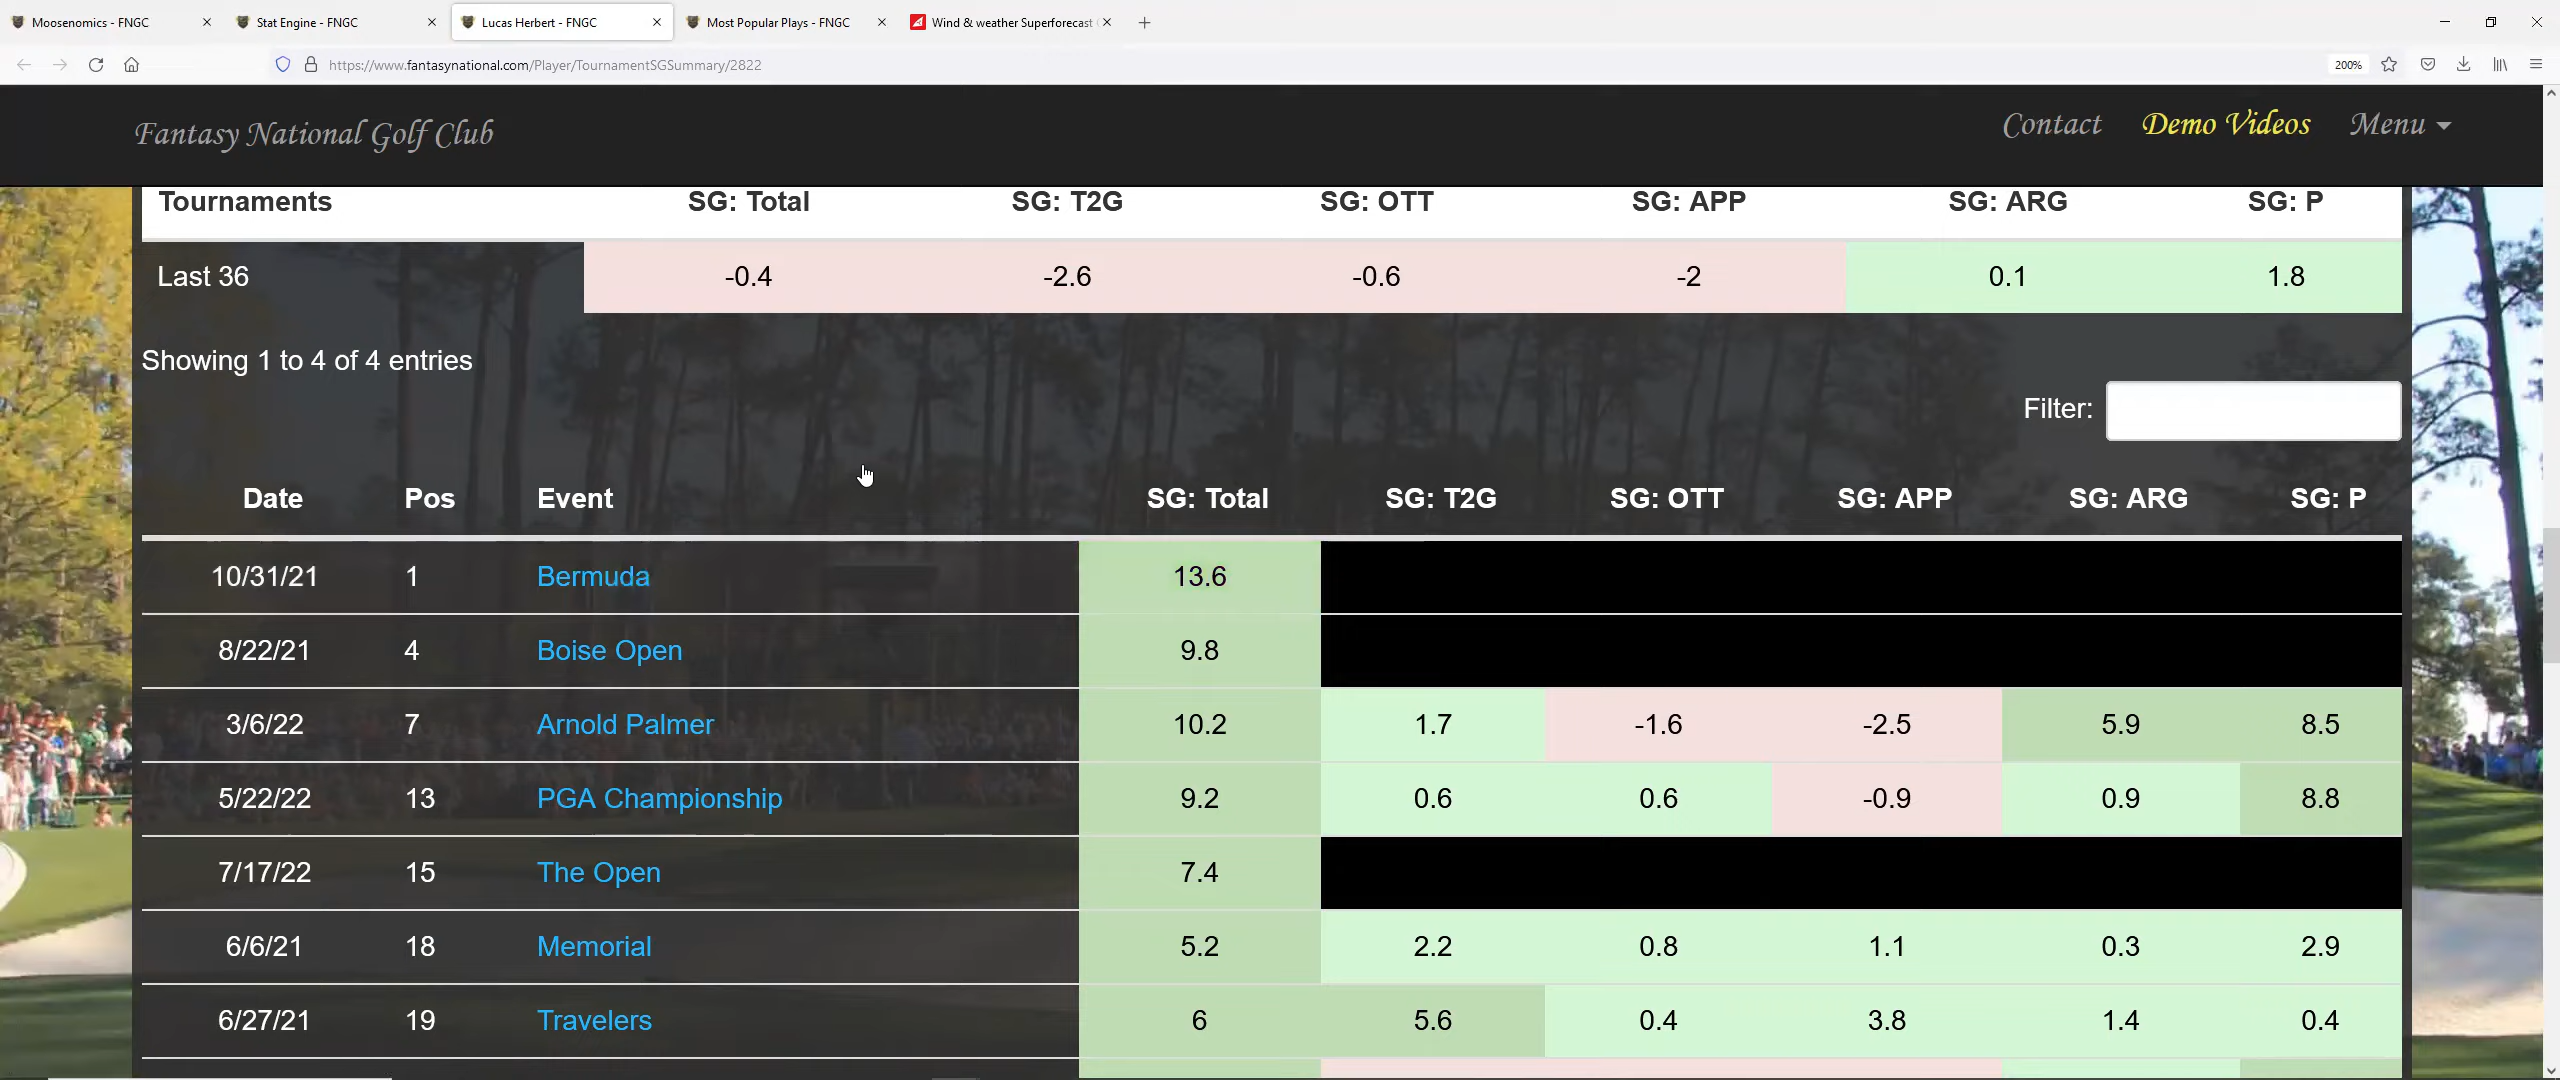 Moosenomics - FNGC
Stat Engine - FNGC
Lucas Herbert - FNGC
Most Popular Plays - FNGC
Wind & weather Superforecast
https://www.fantasynational.com/Player/TournamentSGSummary/2822
200%
Fantasy National Golf Club
Contact
Demo Videos
Menu
Tournaments SG: Total SG: T2G SG: OTT SG: APP SG: ARG SG: P
Last 36 -0.4 -2.6 -0.6 -2 0.1 1.8
Showing 1 to 4 of 4 entries
Filter:
Date Pos Event SG: Total SG: T2G SG: OTT SG: APP SG: ARG SG: P
10/31/21 1 Bermuda 13.6
8/22/21 4 Boise Open 9.8
3/6/22 7 Arnold Palmer 10.2 1.7 -1.6 -2.5 5.9 8.5
5/22/22 13 PGA Championship 9.2 0.6 0.6 -0.9 0.9 8.8
7/17/22 15 The Open 7.4
6/6/21 18 Memorial 5.2 2.2 0.8 1.1 0.3 2.9
6/27/21 19 Travelers 6 5.6 0.4 3.8 1.4 0.4